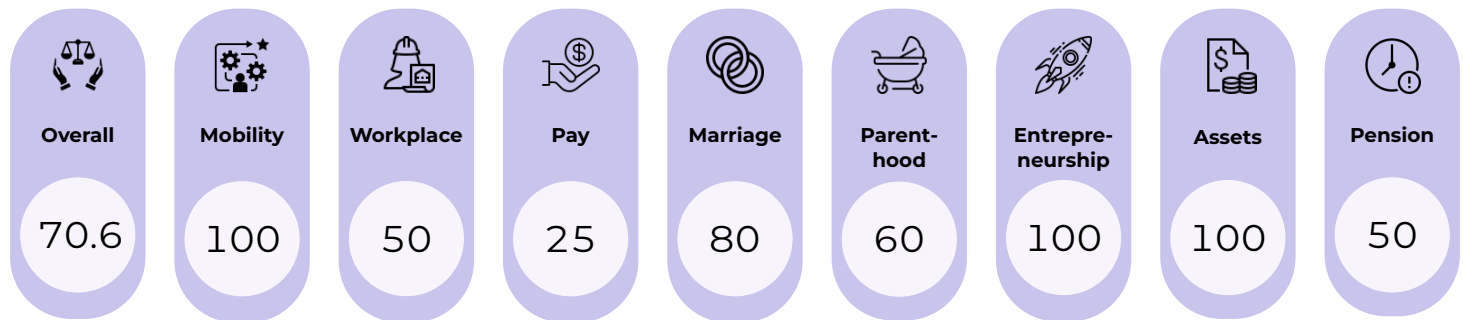 Overall
70.6
Mobility
100
Workplace
50
$
Pay
25
Marriage
80
Parent-
hood
60
Entrepre-
neurship
100
$
Assets
100
!
Pension
50